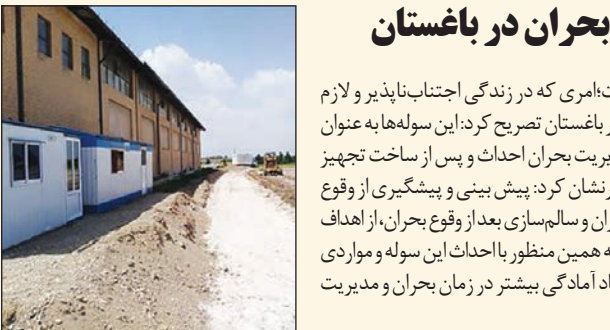 بحران در باغستان
ت؛امری که در زندگی اجتناب‌ناپذیر و لازم
ر باغستان تصریح کرد: این سوله‌ها به عنوان
یریت بحران احداث و پس از ساخت تجهیز
رنشان کرد: پیش بینی و پیشگیری از وقوع
ران و سالم‌سازی بعد از وقوع بحران، از اهداف
ه همین منظور با احداث این سوله و مواردی
اد آمادگی بیشتر در زمان بحران و مدیریت